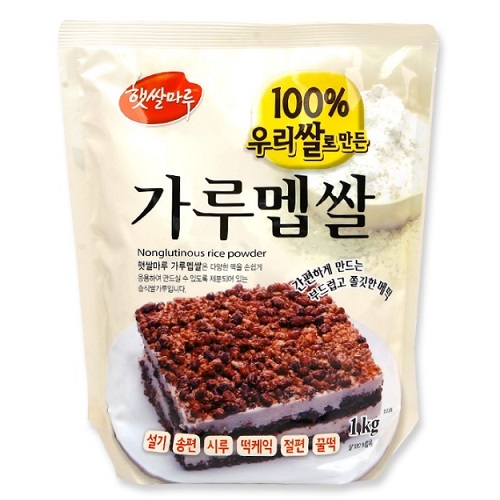 햇쌀마루
100%
우리쌀로 만든
가루멥쌀
Nonglutinous rice powder
햇쌀마루 가루멥쌀은 다양한 떡을 손쉽게
응용하여 만드실 수 있도록 제분되어 있는
습식쌀가루입니다.
간편하게 만드는
부드럽고 쫄깃한 메떡
1kg
설기 송편 시루 떡케익 절편 꿀떡